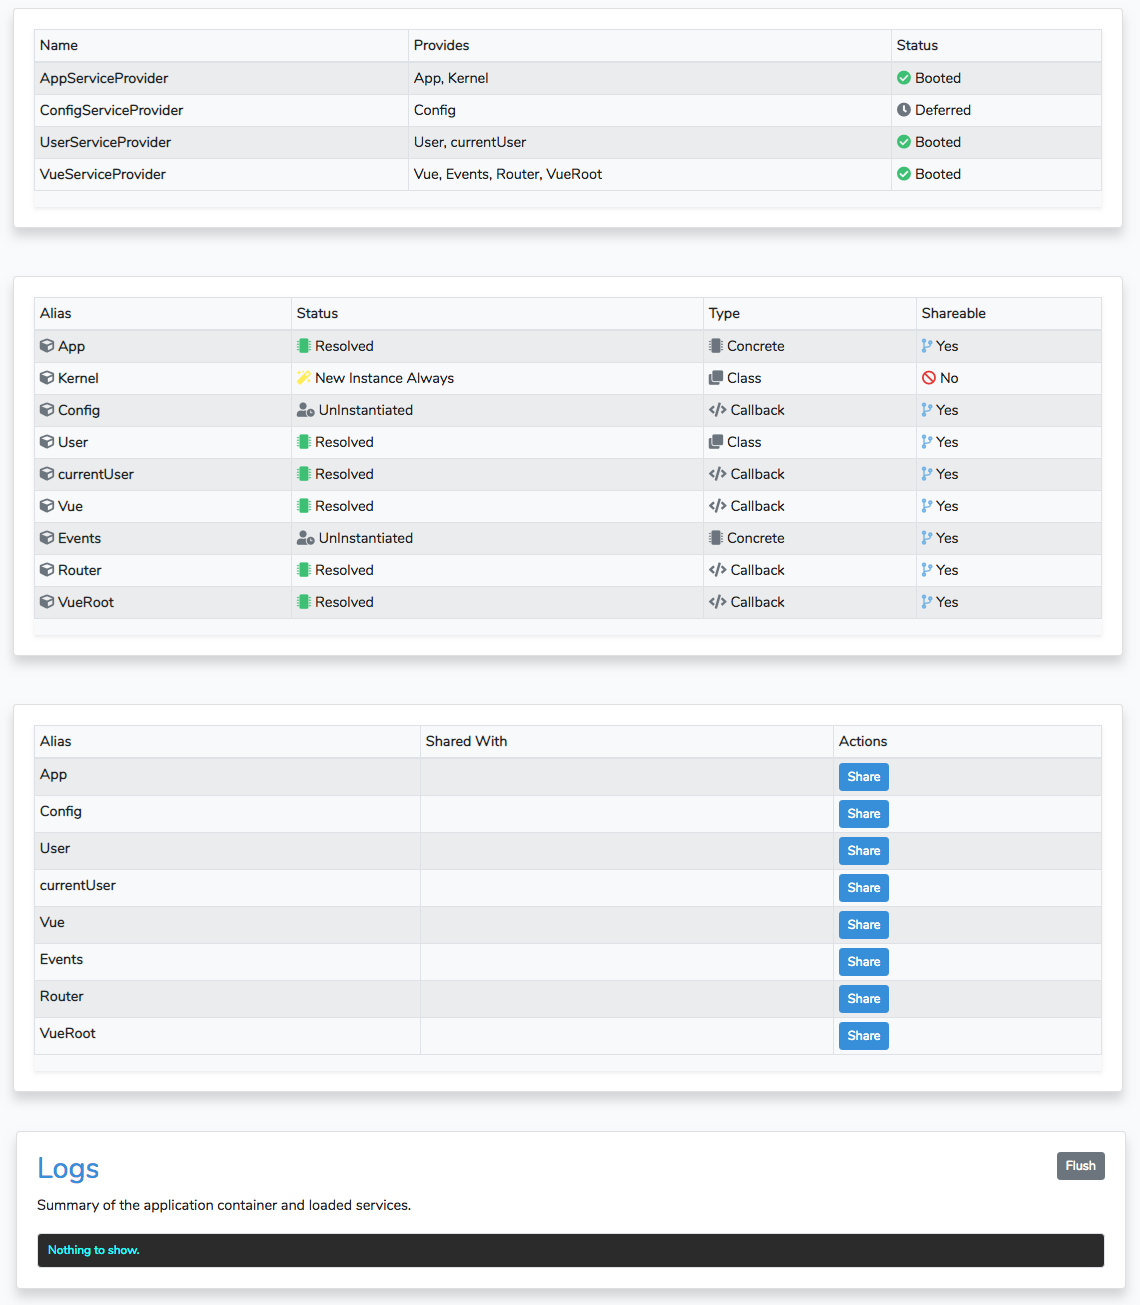 Name Provides Status
AppServiceProvider App, Kernel Booted
ConfigServiceProvider Config Deferred
UserServiceProvider User, currentUser Booted
VueServiceProvider Vue, Events, Router, VueRoot Booted
Alias Status Type Shareable
App Resolved Concrete Yes
Kernel New Instance Always Class No
Config UnInstantiated Callback Yes
User Resolved Class Yes
currentUser Resolved Callback Yes
Vue Resolved Callback Yes
Events UnInstantiated Concrete Yes
Router Resolved Callback Yes
VueRoot Resolved Callback Yes
Alias Shared With Actions
App Share
Config Share
User Share
currentUser Share
Vue Share
Events Share
Router Share
VueRoot Share
Logs Flush
Summary of the application container and loaded services.
Nothing to show.